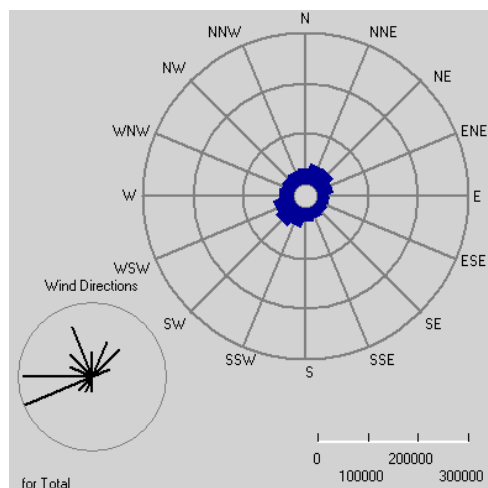 N
NNW NNE
NW NE
WNW ENE
W E
WSW ESE
Wind Directions
SW SE
SSW SSE
S
0 200000
100000 300000
for Total